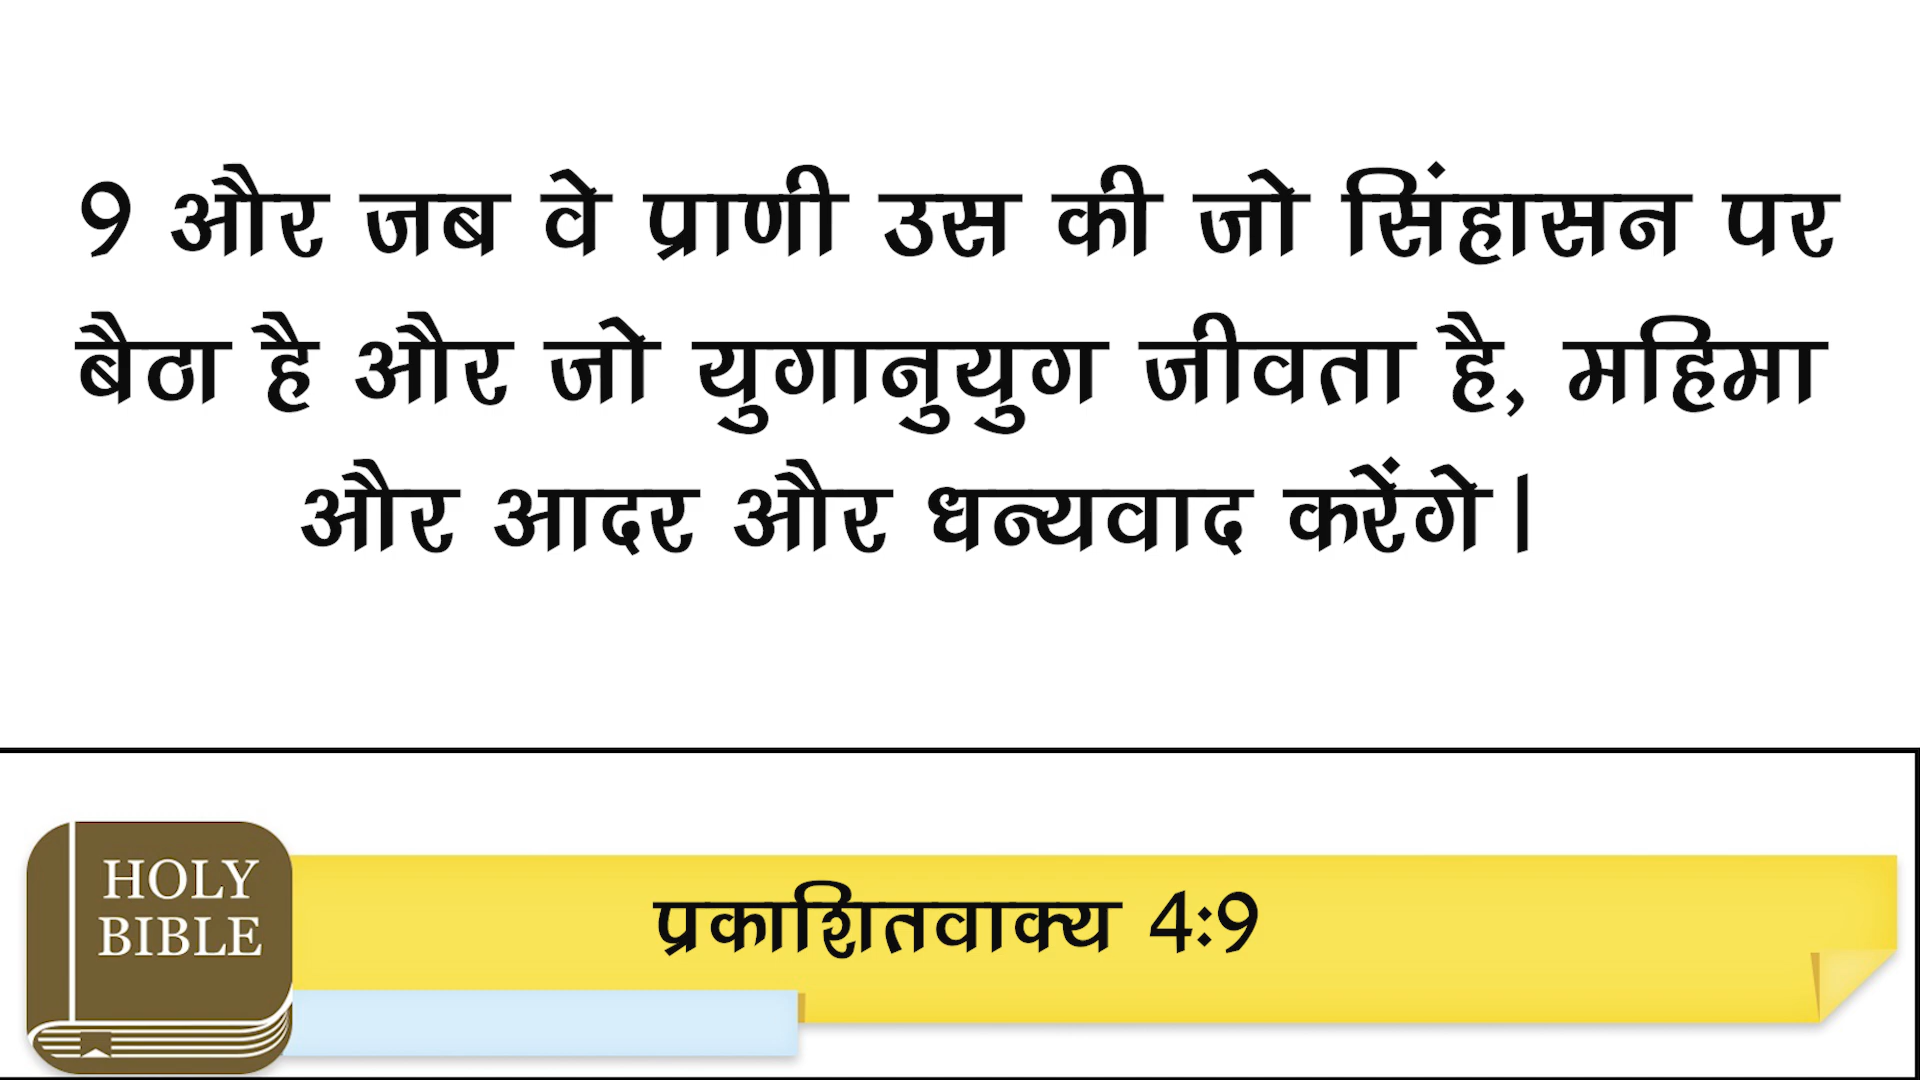 9 और जब वे प्राणी उस की जो सिंहासन पर
बैठा है और जो युगानुयुग जीवता है, महिमा
और आदर और धन्यवाद करेंगे।
HOLY
BIBLE
प्रकाशितवाक्य 4:9